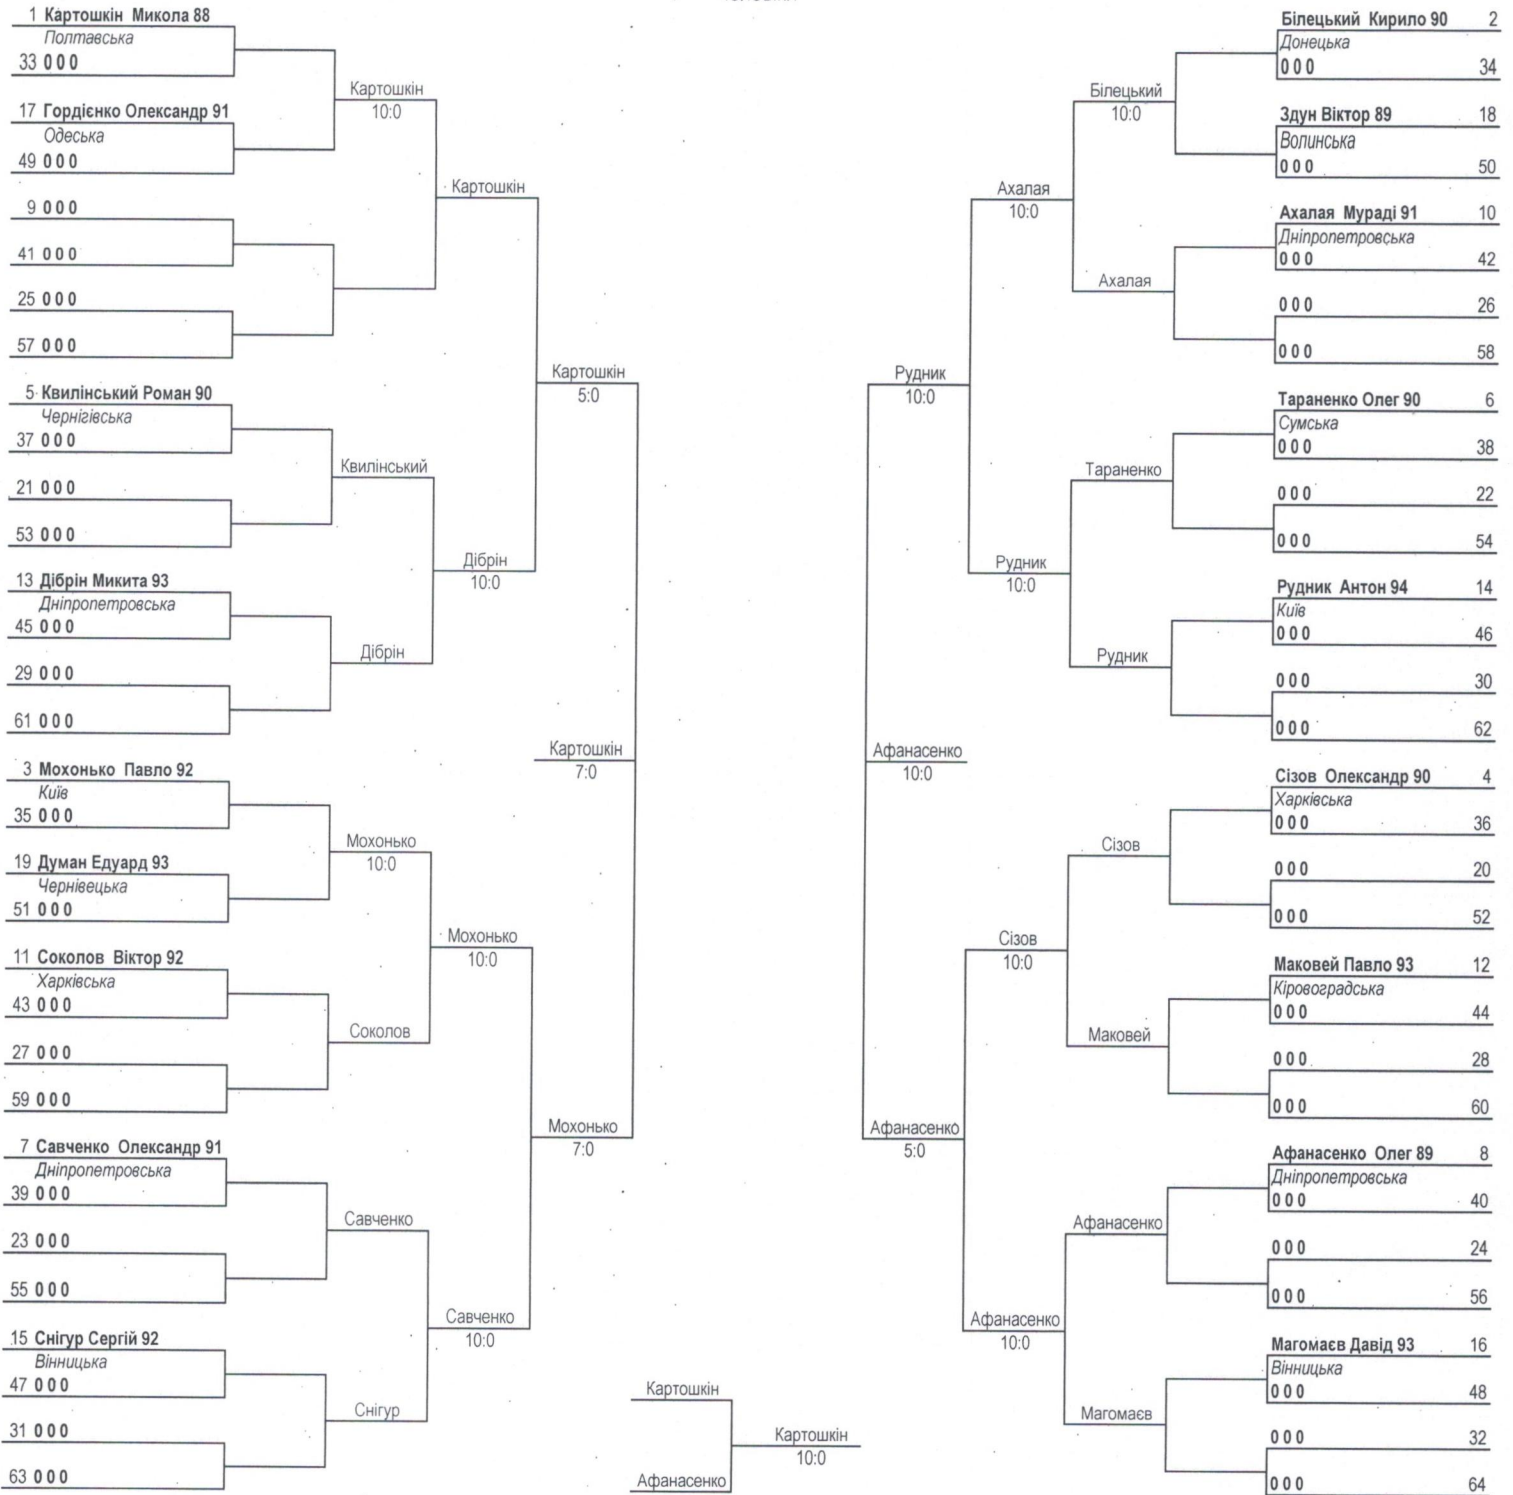 1 Картошкін Микола 88
Полтавська
33 0 0 0
17 Гордієнко Олександр 91
Одеська
49 0 0 0
9 0 0 0
41 0 0 0
25 0 0 0
57 0 0 0
5 Квилінський Роман 90
Чернігівська
37 0 0 0
21 0 0 0
53 0 0 0
13 Дібрін Микита 93
Дніпропетровська
45 0 0 0
29 0 0 0
61 0 0 0
3 Мохонько Павло 92
Київ
35 0 0 0
19 Думан Едуард 93
Чернівецька
51 0 0 0
11 Соколов Віктор 92
Харківська
43 0 0 0
27 0 0 0
59 0 0 0
7 Савченко Олександр 91
Дніпропетровська
39 0 0 0
23 0 0 0
55 0 0 0
15 Снігур Сергій 92
Вінницька
47 0 0 0
31 0 0 0
63 0 0 0
Картошкін
10:0
Квилінський
Дібрін
Мохонько
10:0
Соколов
Савченко
Снігур
Картошкін
Дібрін
10:0
Мохонько
10:0
Савченко
10:0
Картошкін
5:0
Мохонько
7:0
Картошкін
7:0
Картошкін
Афанасенко
Картошкін
10:0
Афанасенко
10:0
Рудник
10:0
Афанасенко
5:0
Ахалая
10:0
Рудник
10:0
Сізов
10:0
Афанасенко
10:0
Білецький
10:0
Ахалая
Тараненко
Рудник
Сізов
Маковей
Афанасенко
Магомаєв
Білецький Кирило 90 2
Донецька
0 0 0 34
Здун Віктор 89 18
Волинська
0 0 0 50
Ахалая Мураді 91 10
Дніпропетровська
0 0 0 42
0 0 0 26
0 0 0 58
Тараненко Олег 90 6
Сумська
0 0 0 38
0 0 0 22
0 0 0 54
Рудник Антон 94 14
Київ
0 0 0 46
0 0 0 30
0 0 0 62
Сізов Олександр 90 4
Харківська
0 0 0 36
0 0 0 20
0 0 0 52
Маковей Павло 93 12
Кіровоградська
0 0 0 44
0 0 0 28
0 0 0 60
Афанасенко Олег 89 8
Дніпропетровська
0 0 0 40
0 0 0 24
0 0 0 56
Магомаєв Давід 93 16
Вінницька
0 0 0 48
0 0 0 32
0 0 0 64